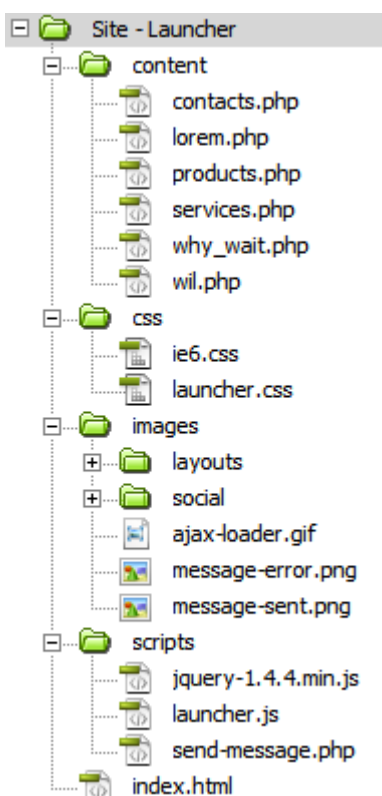 Site - Launcher
content
contacts.php
lorem.php
products.php
services.php
why_wait.php
wil.php
css
ie6.css
launcher.css
images
layouts
social
ajax-loader.gif
message-error.png
message-sent.png
scripts
jquery-1.4.4.min.js
launcher.js
send-message.php
index.html